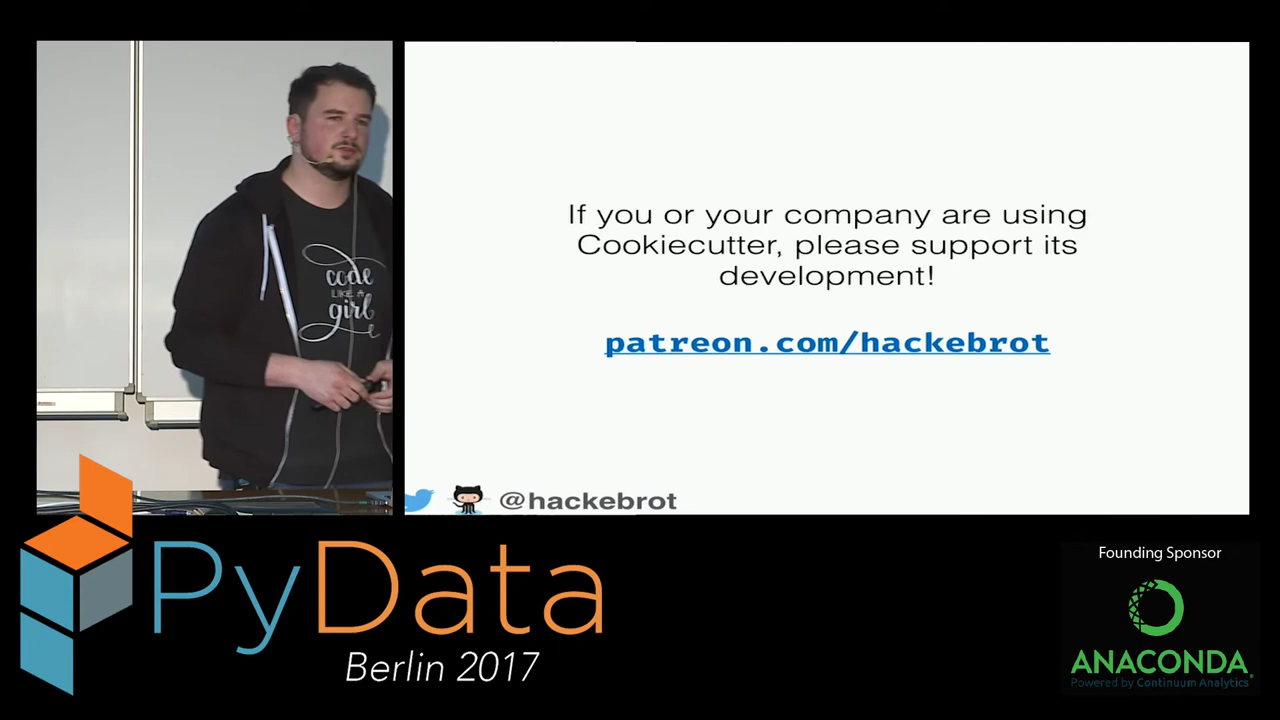 code
LIKE A
girl
If you or your company are using
Cookiecutter, please support its
development!
patreon.com/hackebrot
@hackebrot
PyData
Berlin 2017
Founding Sponsor
ANACONDA
Powered by Continuum Analytics